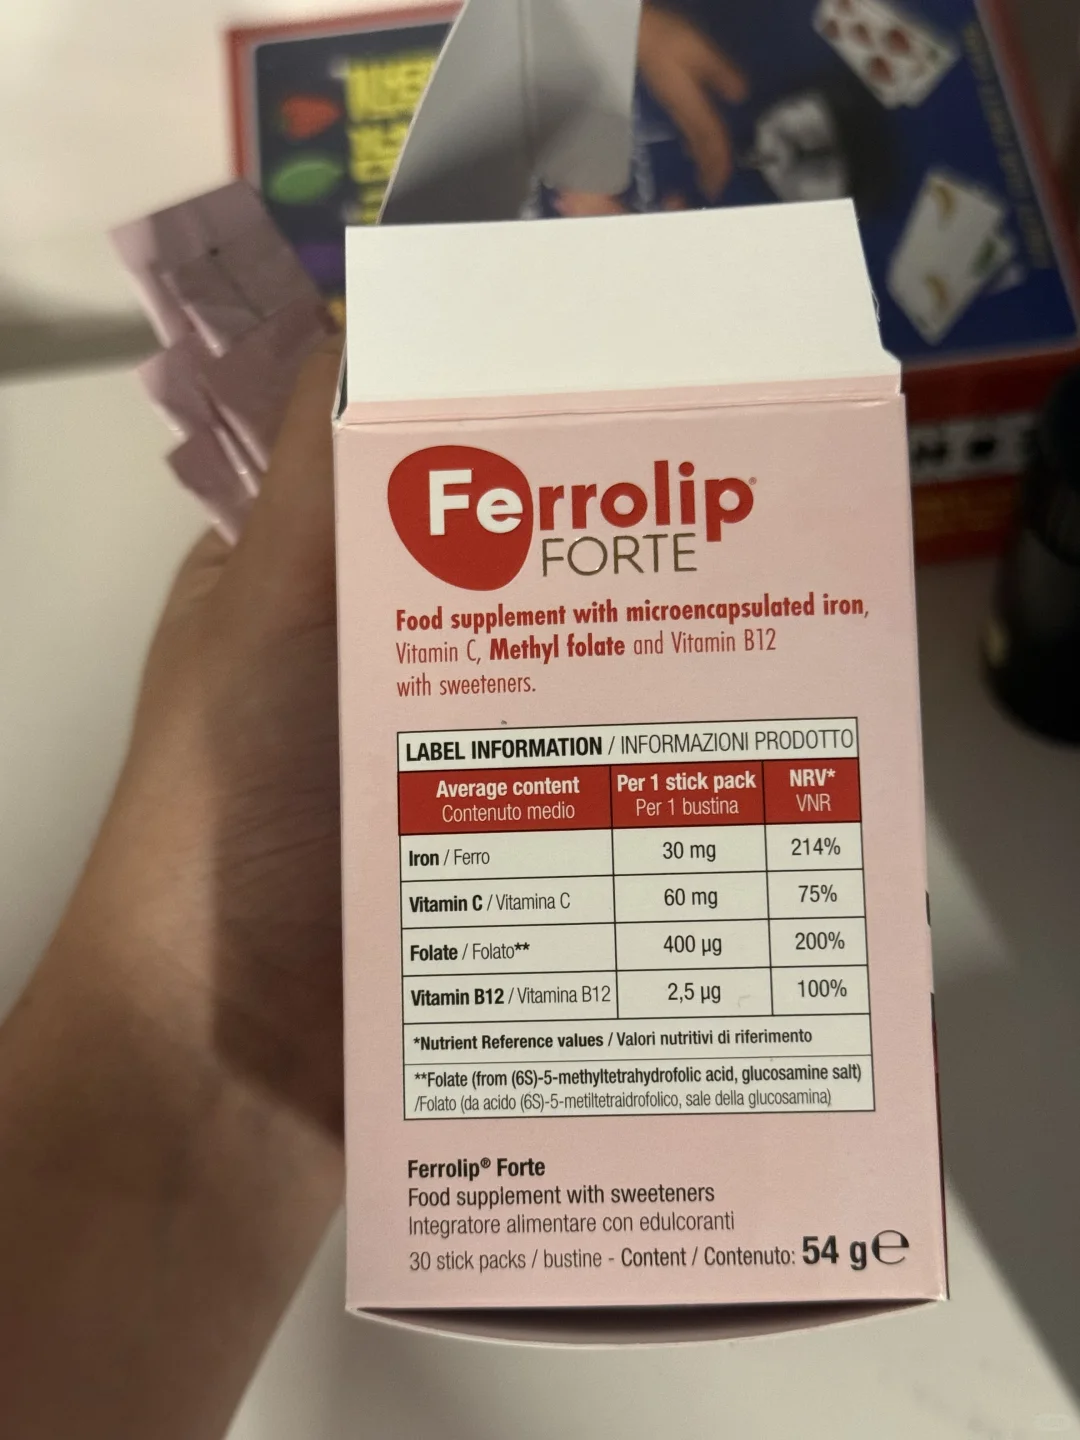 Ferrolip®
FORTE
Food supplement with microencapsulated iron,
Vitamin C, Methyl folate and Vitamin B12
with sweeteners.
LABEL INFORMATION / INFORMAZIONI PRODOTTO
Average content Per 1 stick pack NRV*
Contenuto medio Per 1 bustina VNR
Iron / Ferro 30 mg 214%
Vitamin C / Vitamina C 60 mg 75%
Folate / Folato** 400 µg 200%
Vitamin B12 / Vitamina B12 2,5 µg 100%
*Nutrient Reference values / Valori nutritivi di riferimento
**Folate (from (6S)-5-methyltetrahydrofolic acid, glucosamine salt)
/Folato (da acido (6S)-5-metiltetraidrofolico, sale della glucosamina)
Ferrolip® Forte
Food supplement with sweeteners
Integratore alimentare con edulcoranti
30 stick packs / bustine - Content / Contenuto: 54 g e